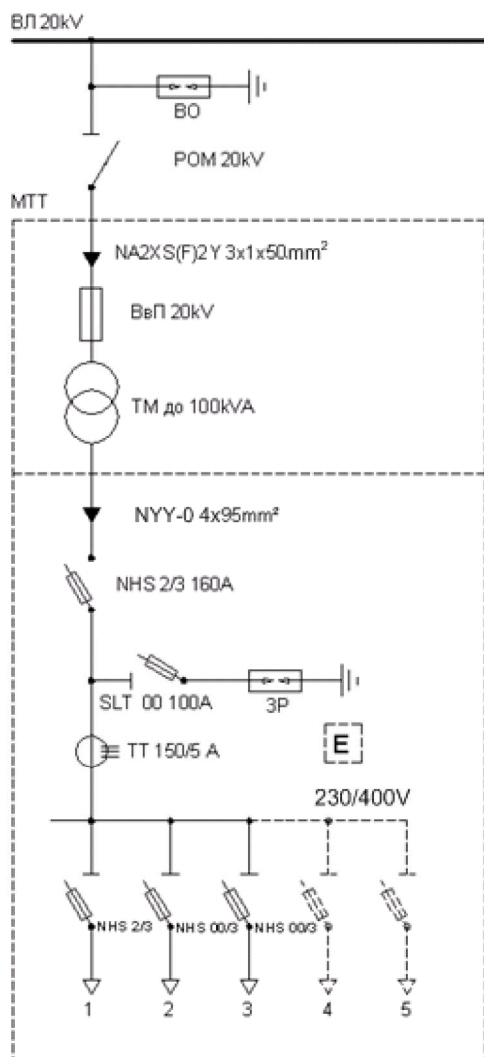 ВЛ 20kV
ВО
РОМ 20kV
МТТ
NA2XS(F)2Y 3x1x50mm²
ВвП 20kV
ТМ до 100kVA
NYY-0 4x95mm²
NHS 2/3 160A
SLT 00 100A
ЗР
ТТ 150/5 А
E
230/400V
NHS 2/3
NHS 00/3
NHS 00/3
1
2
3
4
5